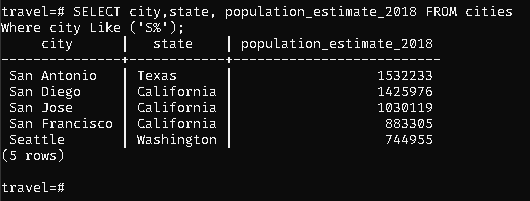 travel=# SELECT city,state, population_estimate_2018 FROM cities
Where city Like ('S%');
city | state | population_estimate_2018
---------------+------------+--------------------------
San Antonio | Texas | 1532233
San Diego | California | 1425976
San Jose | California | 1030119
San Francisco | California | 883305
Seattle | Washington | 744955
(5 rows)
travel=#